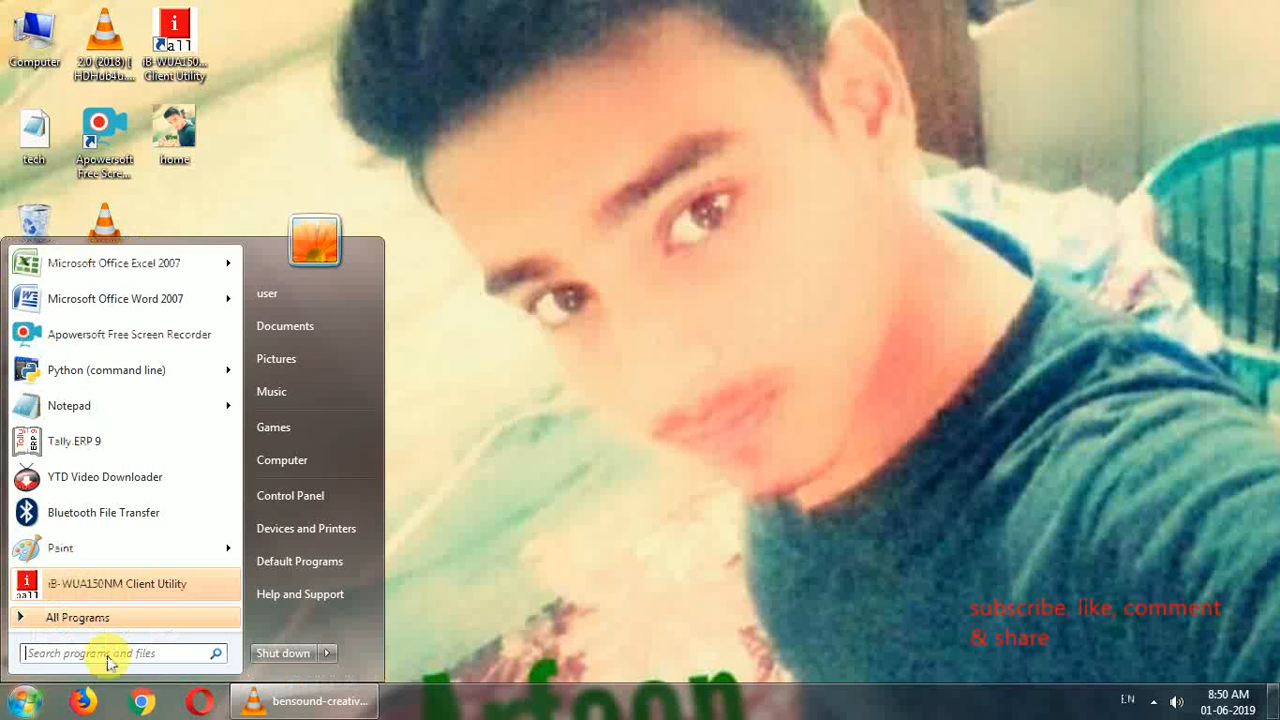 Computer
2.0 (2018) [
HDHub4u....
iB-WUA150...
Client Utility
tech
Apowersoft
Free Scre...
home
Microsoft Office Excel 2007
Microsoft Office Word 2007
Apowersoft Free Screen Recorder
Python (command line)
Notepad
Tally.ERP 9
YTD Video Downloader
Bluetooth File Transfer
Paint
iB-WUA150NM Client Utility
All Programs
Search programs and files
user
Documents
Pictures
Music
Games
Computer
Control Panel
Devices and Printers
Default Programs
Help and Support
Shut down
subscribe, like, comment
& share
bensound-creativ...
EN
8:50 AM
01-06-2019